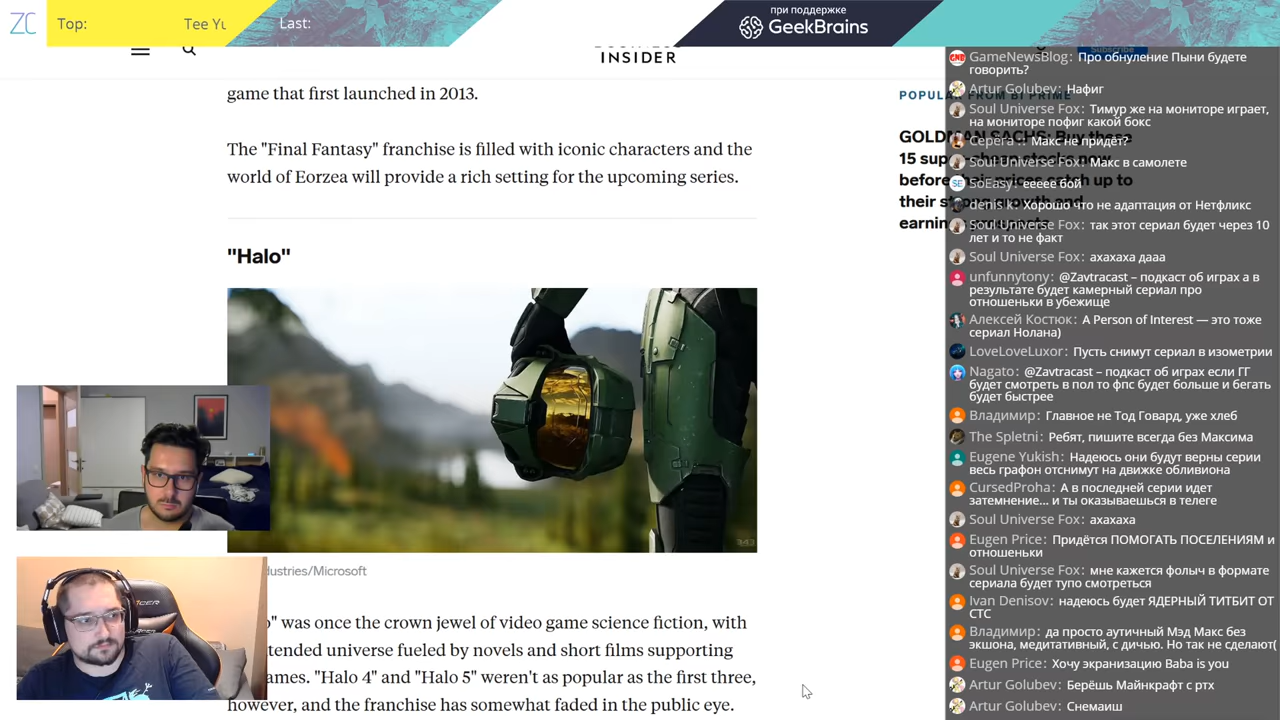 ZC
Top:
Tee Yu
Last:
при поддержке
GeekBrains
INSIDER
Subscribe
game that first launched in 2013.
The "Final Fantasy" franchise is filled with iconic characters and the
world of Eorzea will provide a rich setting for the upcoming series.
"Halo"
343
dustries/Microsoft
o" was once the crown jewel of video game science fiction, with
tended universe fueled by novels and short films supporting
ames. "Halo 4" and "Halo 5" weren't as popular as the first three,
however, and the franchise has somewhat faded in the public eye.
POPULAR FROM BI PRIME
GOLDMAN SACHS: Buy these
15 sup
before
their s
earnin
GameNewsBlog: Про обнуление Пыни будете
говорить?
Artur Golubev: Нафиг
Soul Universe Fox: Тимур же на мониторе играет,
на мониторе пофиг какой бокс
Серега ::: Макс не придет?
Soul Universe Fox: Макс в самолете
SoEasy: еееее бой
denis k: Хорошо что не адаптация от Нетфликс
Soul Universe Fox: так этот сериал будет через 10
лет и то не факт
Soul Universe Fox: ахахаха дааа
unfunnytony: @Zavtracast – подкаст об играх а в
результате будет камерный сериал про
отношеньки в убежище
Алексей Костюк: A Person of Interest — это тоже
сериал Нолана)
LoveLoveLuxor: Пусть снимут сериал в изометрии
Nagato: @Zavtracast – подкаст об играх если ГГ
будет смотреть в пол то фпс будет больше и бегать
будет быстрее
Владимир: Главное не Тод Говард, уже хлеб
The Spletni: Ребят, пишите всегда без Максима
Eugene Yukish: Надеюсь они будут верны серии
весь графон отснимут на движке обливиона
CursedProha: А в последней серии идет
затемнение... и ты оказываешься в телеге
Soul Universe Fox: ахахаха
Eugen Price: Придётся ПОМОГАТЬ ПОСЕЛЕНИЯМ и
отношеньки
Soul Universe Fox: мне кажется фолыч в формате
сериала будет тупо смотреться
Ivan Denisov: надеюсь будет ЯДЕРНЫЙ ТИТБИТ ОТ
СТС
Владимир: да просто аутичный Мэд Макс без
экшона, медитативный, с дичью. Но так не сделают(
Eugen Price: Хочу экранизацию Baba is you
Artur Golubev: Берёшь Майнкрафт с ртх
Artur Golubev: Снемаиш